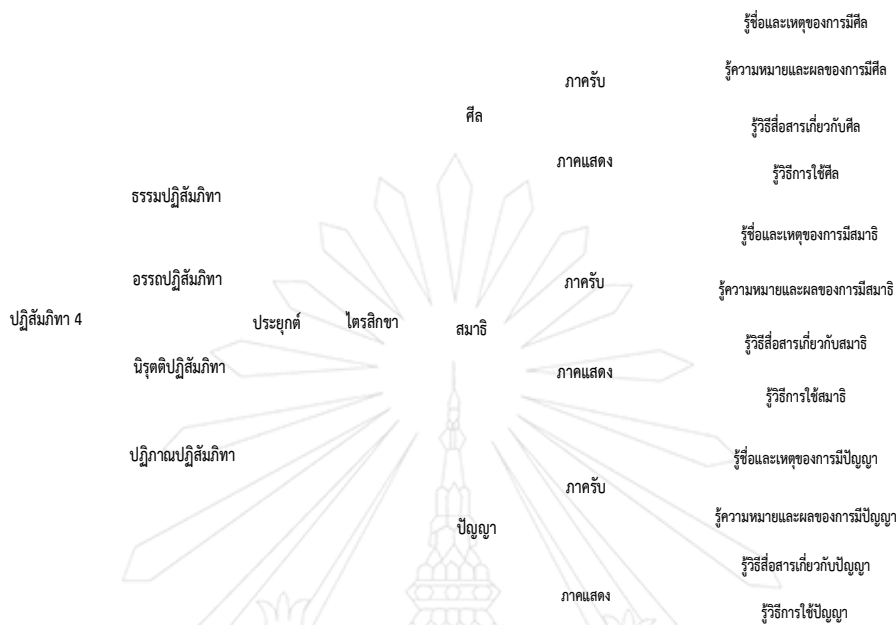 รู้ชื่อและเหตุของการมีศีล
รู้ความหมายและผลของการมีศีล
ภาครับ
ศีล
รู้วิธีสื่อสารเกี่ยวกับศีล
ภาคแสดง
รู้วิธีการใช้ศีล
ธรรมปฏิสัมภิทา
รู้ชื่อและเหตุของการมีสมาธิ
อรรถปฏิสัมภิทา
ภาครับ
รู้ความหมายและผลของการมีสมาธิ
ปฏิสัมภิทา 4
ประยุกต์
ไตรสิกขา
สมาธิ
รู้วิธีสื่อสารเกี่ยวกับสมาธิ
นิรุตติปฏิสัมภิทา
ภาคแสดง
รู้วิธีการใช้สมาธิ
ปฏิภาณปฏิสัมภิทา
รู้ชื่อและเหตุของการมีปัญญา
ภาครับ
รู้ความหมายและผลของการมีปัญญา
ปัญญา
รู้วิธีสื่อสารเกี่ยวกับปัญญา
ภาคแสดง
รู้วิธีการใช้ปัญญา